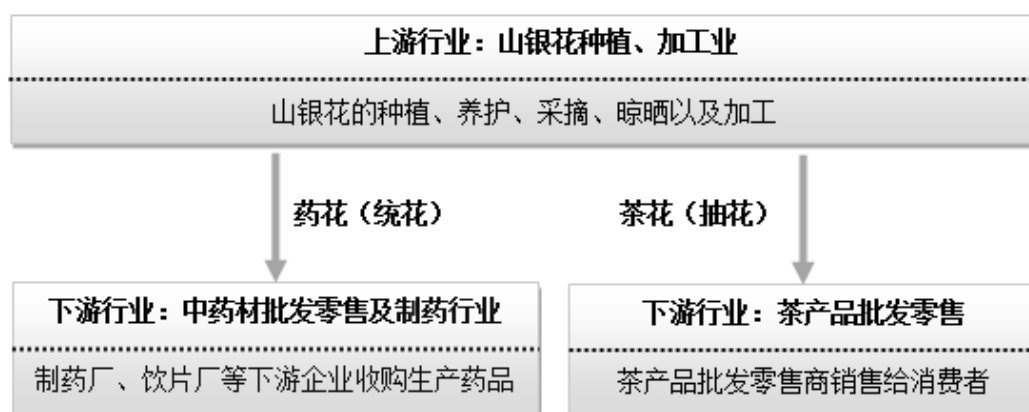 上游行业：山银花种植、加工业
山银花的种植、养护、采摘、晾晒以及加工
药花（统花）
茶花（抽花）
下游行业：中药材批发零售及制药行业
制药厂、饮片厂等下游企业收购生产药品
下游行业：茶产品批发零售
茶产品批发零售商销售给消费者